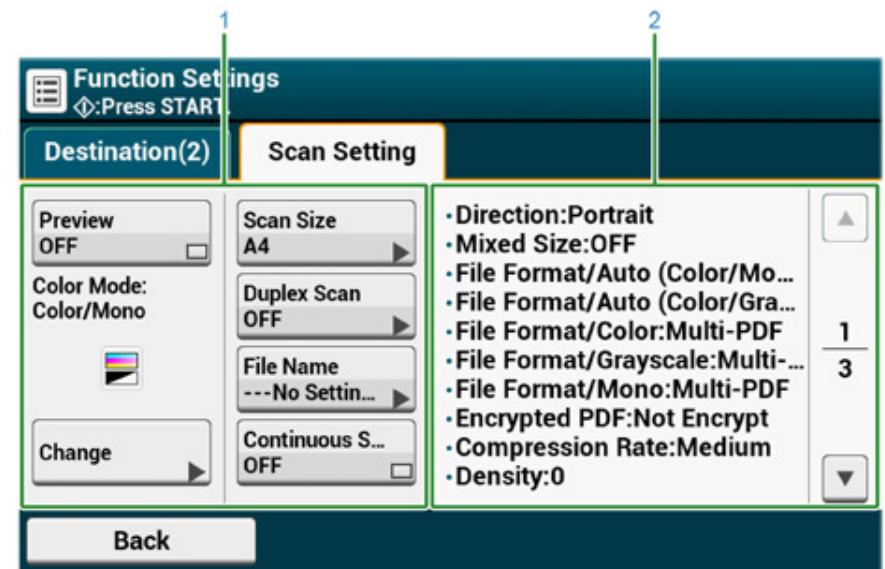 1
2
Function Settings
:Press START.
Destination(2)
Scan Setting
Preview
OFF
Color Mode:
Color/Mono
Change
Scan Size
A4
Duplex Scan
OFF
File Name
---No Settin...
Continuous S...
OFF
•Direction:Portrait
•Mixed Size:OFF
•File Format/Auto (Color/Mo...
•File Format/Auto (Color/Gra...
•File Format/Color:Multi-PDF
•File Format/Grayscale:Multi-...
•File Format/Mono:Multi-PDF
•Encrypted PDF:Not Encrypt
•Compression Rate:Medium
•Density:0
1
3
Back